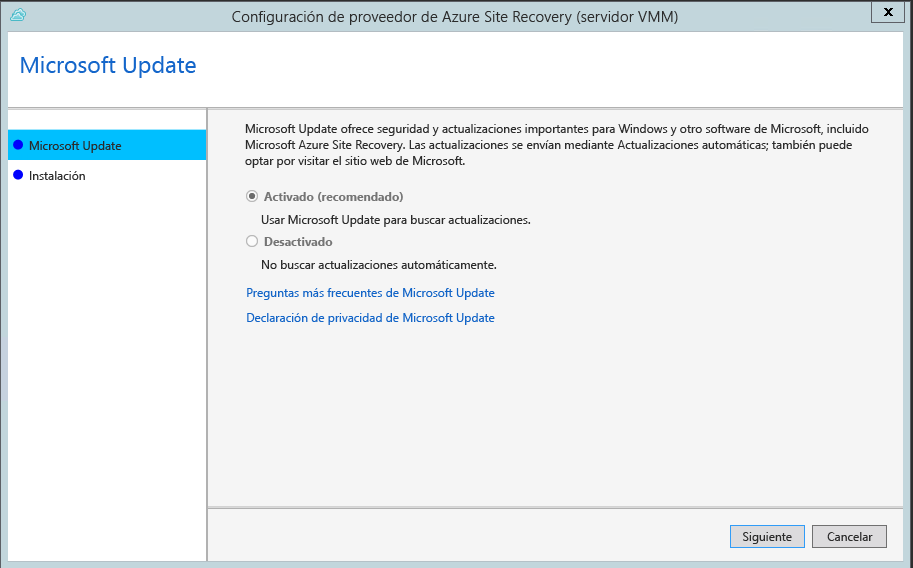 Configuración de proveedor de Azure Site Recovery (servidor VMM)
x
Microsoft Update
Microsoft Update
Instalación
Microsoft Update ofrece seguridad y actualizaciones importantes para Windows y otro software de Microsoft, incluido
Microsoft Azure Site Recovery. Las actualizaciones se envían mediante Actualizaciones automáticas; también puede
optar por visitar el sitio web de Microsoft.
Activado (recomendado)
Usar Microsoft Update para buscar actualizaciones.
Desactivado
No buscar actualizaciones automáticamente.
Preguntas más frecuentes de Microsoft Update
Declaración de privacidad de Microsoft Update
Siguiente
Cancelar